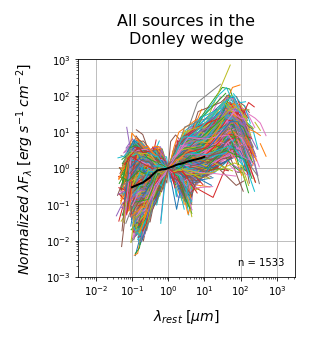 All sources in the
Donley wedge
Normalized λF_λ [erg s⁻¹ cm⁻²]
10³
10²
10¹
10⁰
10⁻¹
10⁻²
10⁻³
n = 1533
10⁻² 10⁻¹ 10⁰ 10¹ 10² 10³
λ_rest [μm]